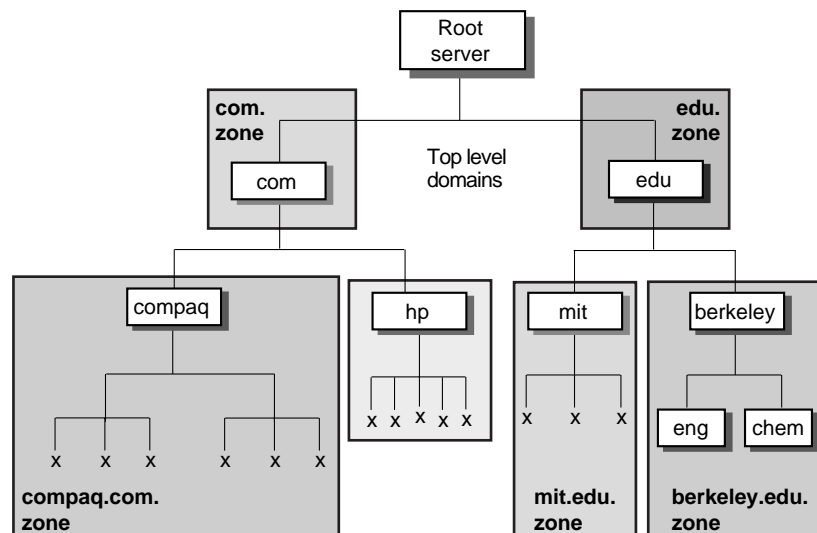 Root
server
com.
zone
edu.
zone
Top level
domains
com
edu
compaq
hp
mit
berkeley
x x x x x
x x x
eng
chem
x x x
x x x
compaq.com.
zone
mit.edu.
zone
berkeley.edu.
zone